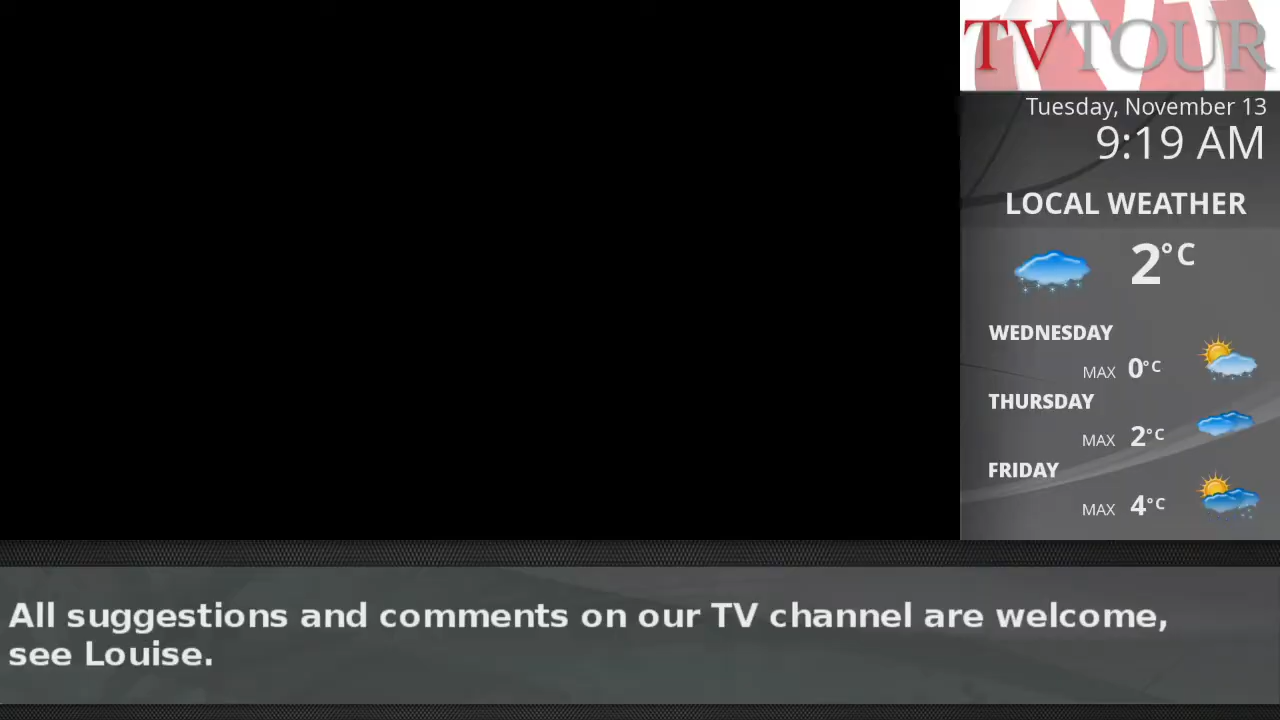 TVTOUR
Tuesday, November 13
9:19 AM
LOCAL WEATHER
2°C
WEDNESDAY
MAX 0°C
THURSDAY
MAX 2°C
FRIDAY
MAX 4°C
All suggestions and comments on our TV channel are welcome,
see Louise.